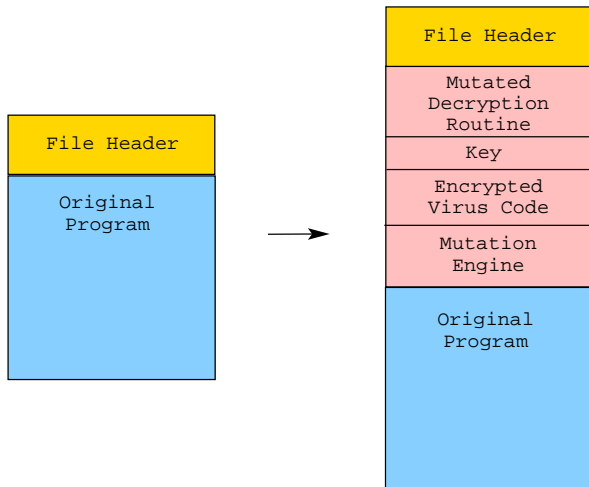 File Header
Original
Program
File Header
Mutated
Decryption
Routine
Key
Encrypted
Virus Code
Mutation
Engine
Original
Program